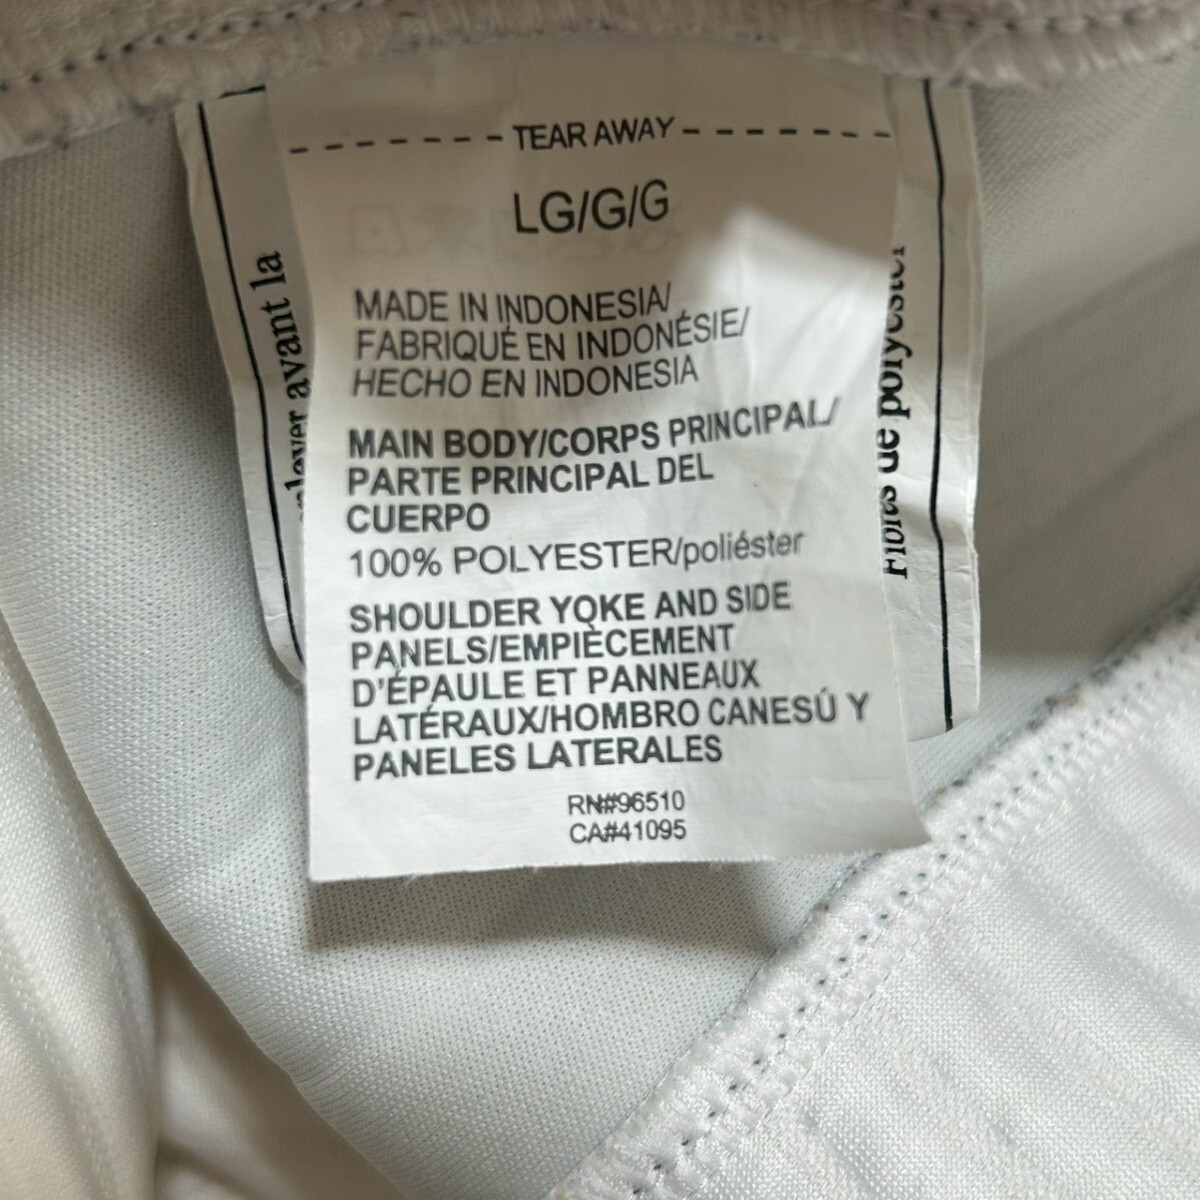 TEAR AWAY
LG/G/G
MADE IN INDONESIA/
FABRIQUÉ EN INDONÉSIE/
HECHO EN INDONESIA
MAIN BODY/CORPS PRINCIPAL/
PARTE PRINCIPAL DEL
CUERPO
100% POLYESTER/poliéster
SHOULDER YOKE AND SIDE
PANELS/EMPIÈCEMENT
D'ÉPAULE ET PANNEAUX
LATÉRAUX/HOMBRO CANESÚ Y
PANELES LATERALES
RN#96510
CA#41095
avant la
Fibras de polyester